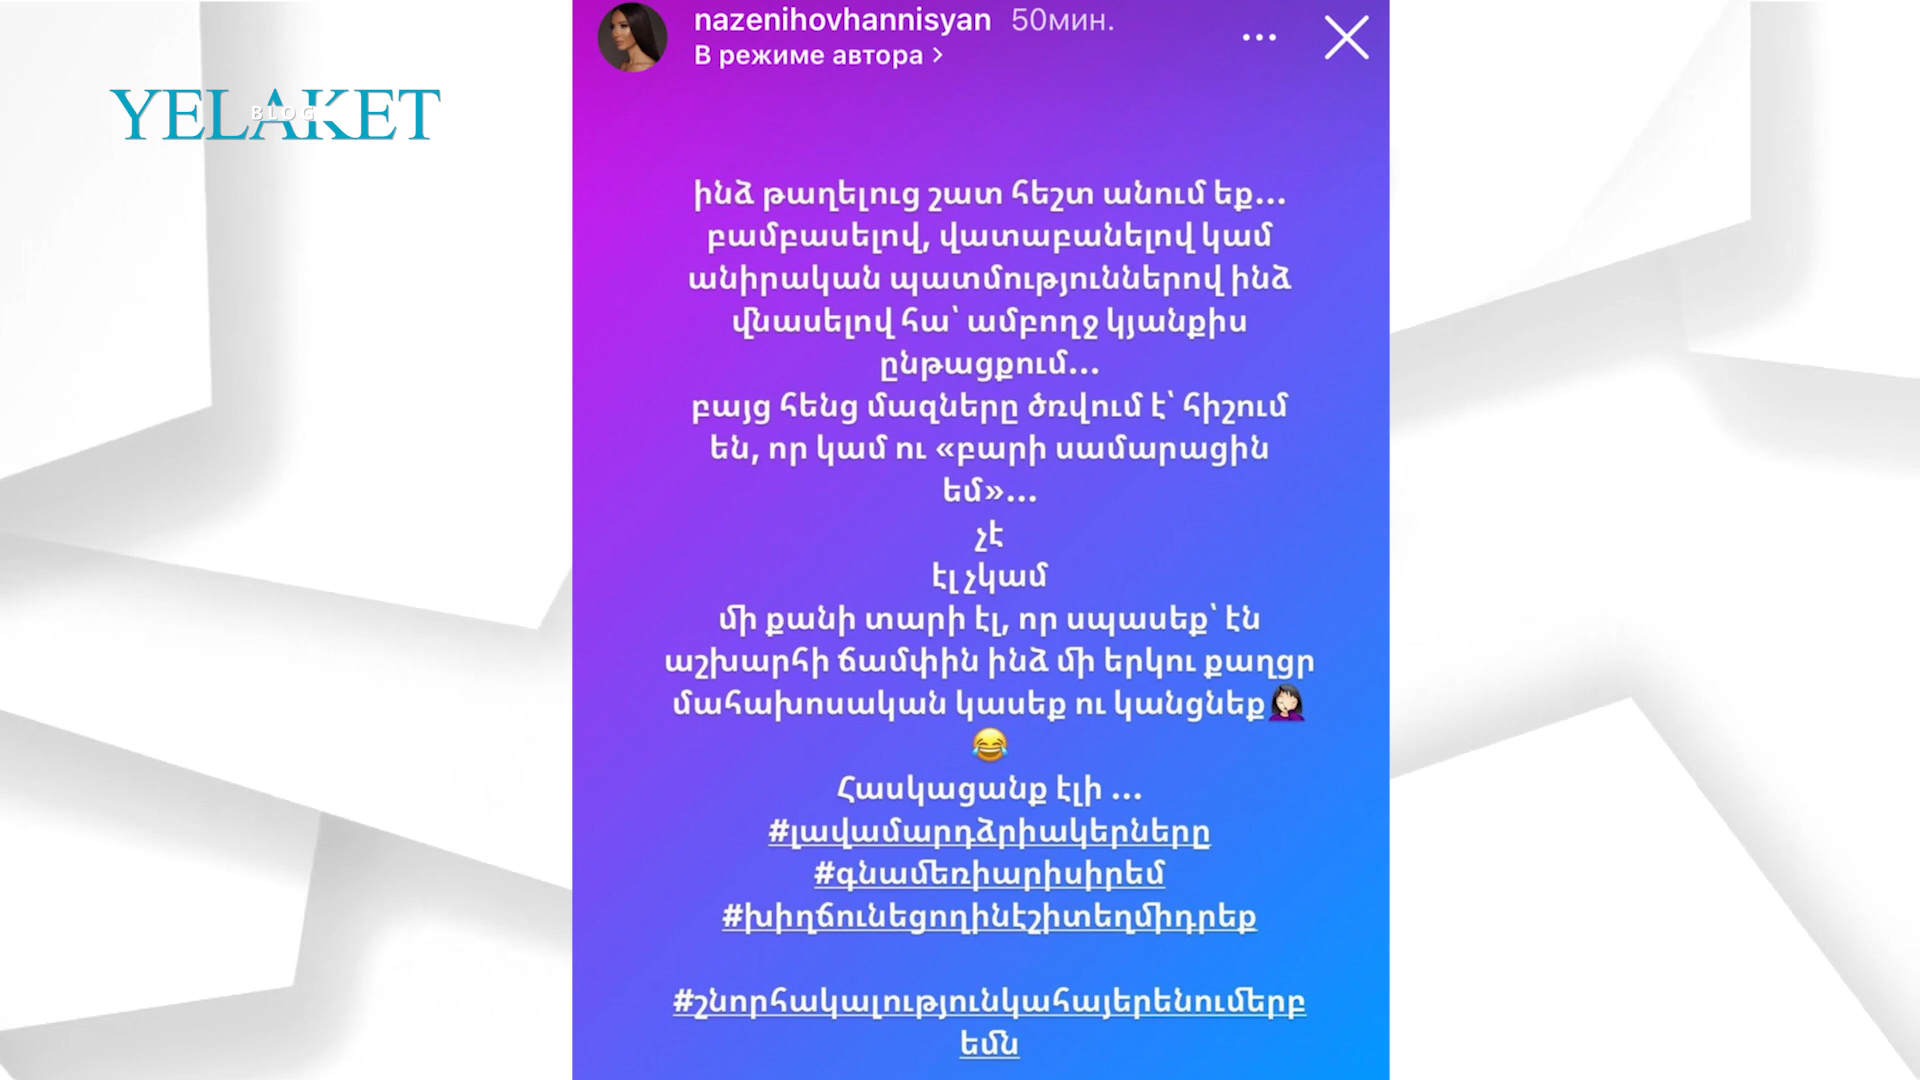 YELAKET
BLOG
nazenihovhannisyan 50мин.
В режиме автора >
ինձ թաղելուց շատ հեշտ անում եք...
բամբասելով, վատաբանելով կամ
անիրական պատմություններով ինձ
վնասելով հա՝ ամբողջ կյանքիս
ընթացքում...
բայց հենց մազները ծռվում է՝ հիշում
են, որ կամ ու «բարի սամարացին
եմ»...
չէ
էլ չկամ
մի քանի տարի էլ, որ սպասեք՝ էն
աշխարհի ճամփին ինձ մի երկու քաղցր
մահախոսական կասեք ու կանցնեք🤦🏻‍♀️
😂
Հասկացանք էլի ...
#լավամարդձրիակերները
#գնամեռիարիսիրեմ
#խիղճունեցողինէշիտեղմիդրեք
#շնորհակալությունկահայերենումերբ
եմն